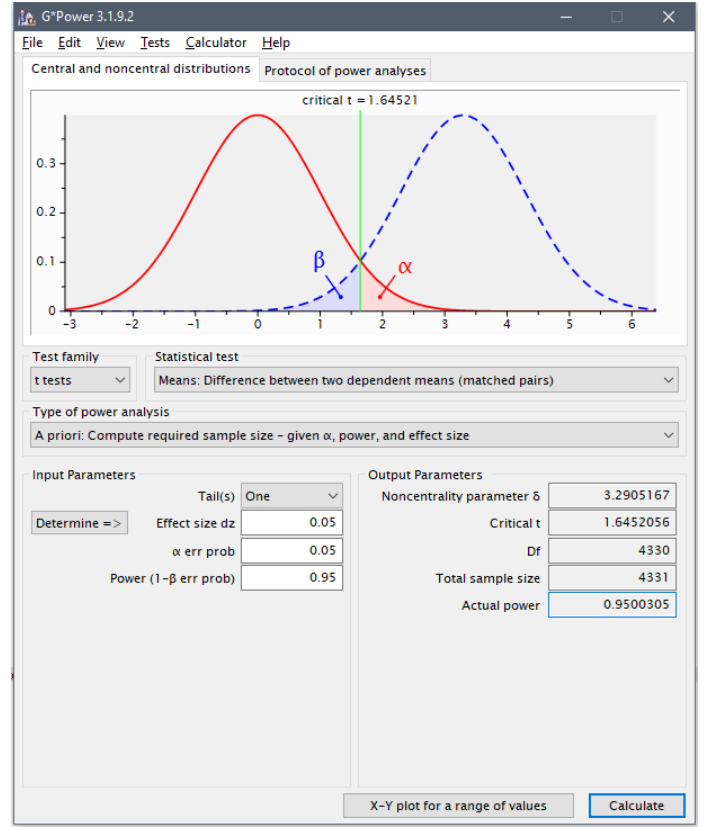 G*Power 3.1.9.2
File Edit View Tests Calculator Help
Central and noncentral distributions Protocol of power analyses
critical t = 1.64521
0.3
0.2
0.1
0
β
α
-3 -2 -1 0 1 2 3 4 5 6
Test family Statistical test
t tests Means: Difference between two dependent means (matched pairs)
Type of power analysis
A priori: Compute required sample size – given α, power, and effect size
Input Parameters Output Parameters
Tail(s) One Noncentrality parameter δ 3.2905167
Determine => Effect size dz 0.05 Critical t 1.6452056
α err prob 0.05 Df 4330
Power (1-β err prob) 0.95 Total sample size 4331
Actual power 0.9500305
X-Y plot for a range of values Calculate